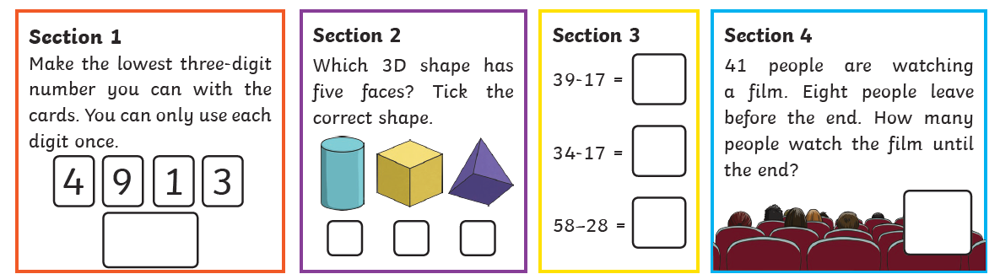 Section 1
Make the lowest three-digit
number you can with the
cards. You can only use each
digit once.
4 9 1 3
Section 2
Which 3D shape has
five faces? Tick the
correct shape.
Section 3
39-17 =
34-17 =
58–28 =
Section 4
41 people are watching
a film. Eight people leave
before the end. How many
people watch the film until
the end?